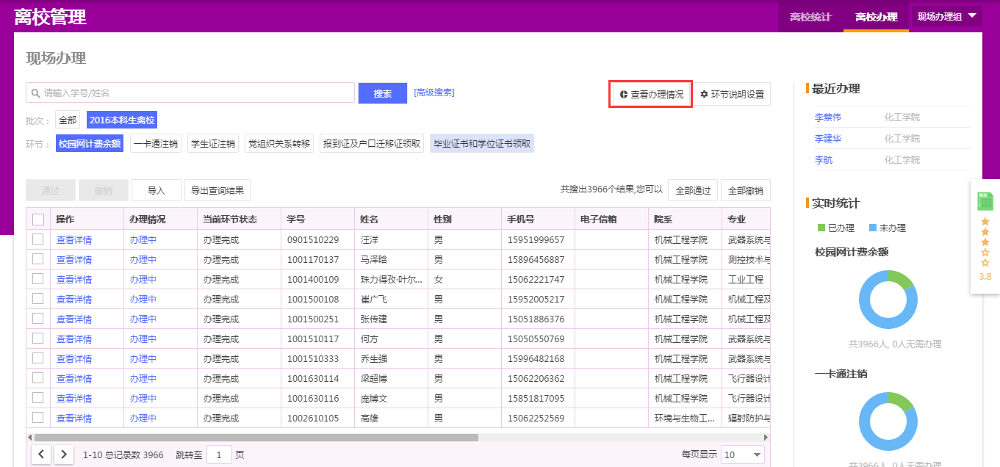 离校管理
离校统计 离校办理 现场办理组
现场办理
请输入学号/姓名 搜索 [高级搜索] 查看办理情况 环节说明设置
批次： 全部 2016本科生离校
环节： 校园网计费余额 一卡通注销 学生证注销 党组织关系转移 报到证及户口迁移证领取 毕业证书和学位证书领取
通过 撤销 导入 导出查询结果 共搜出3966个结果,您可以 全部通过 全部撤销
操作 办理情况 当前环节状态 学号 姓名 性别 手机号 电子信箱 院系 专业
查看详情 办理中 办理完成 0901510229 汪洋 男 15951999657 机械工程学院 武器系统与
查看详情 办理中 办理完成 1001170137 马泽晗 男 15896456887 机械工程学院 测控技术与
查看详情 办理中 办理完成 1001400109 珠力得孜·叶尔... 女 15062221747 机械工程学院 工业工程
查看详情 办理中 办理完成 1001500108 崔广飞 男 15952005217 机械工程学院 机械工程及
查看详情 办理中 办理完成 1001500251 张传建 男 15051886376 机械工程学院 机械工程及
查看详情 办理中 办理完成 1001510117 何方 男 15050550769 机械工程学院 武器系统与
查看详情 办理中 办理完成 1001510333 乔生强 男 15996482168 机械工程学院 武器系统与
查看详情 办理中 办理完成 1001630114 梁超博 男 15062206362 机械工程学院 飞行器设计
查看详情 办理中 办理完成 1001630116 庞博文 男 15851817095 机械工程学院 飞行器设计
查看详情 办理中 办理完成 1002610105 高雄 男 15062252569 环境与生物工... 辐射防护与
1-10 总记录数 3966 跳转至 1 页 每页显示 10
最近办理
李蔡伟 化工学院
李建华 化工学院
李航 化工学院
实时统计
已办理 未办理
校园网计费余额
共3966人, 0人无需办理
一卡通注销
共3966人, 0人无需办理
离校
3.8